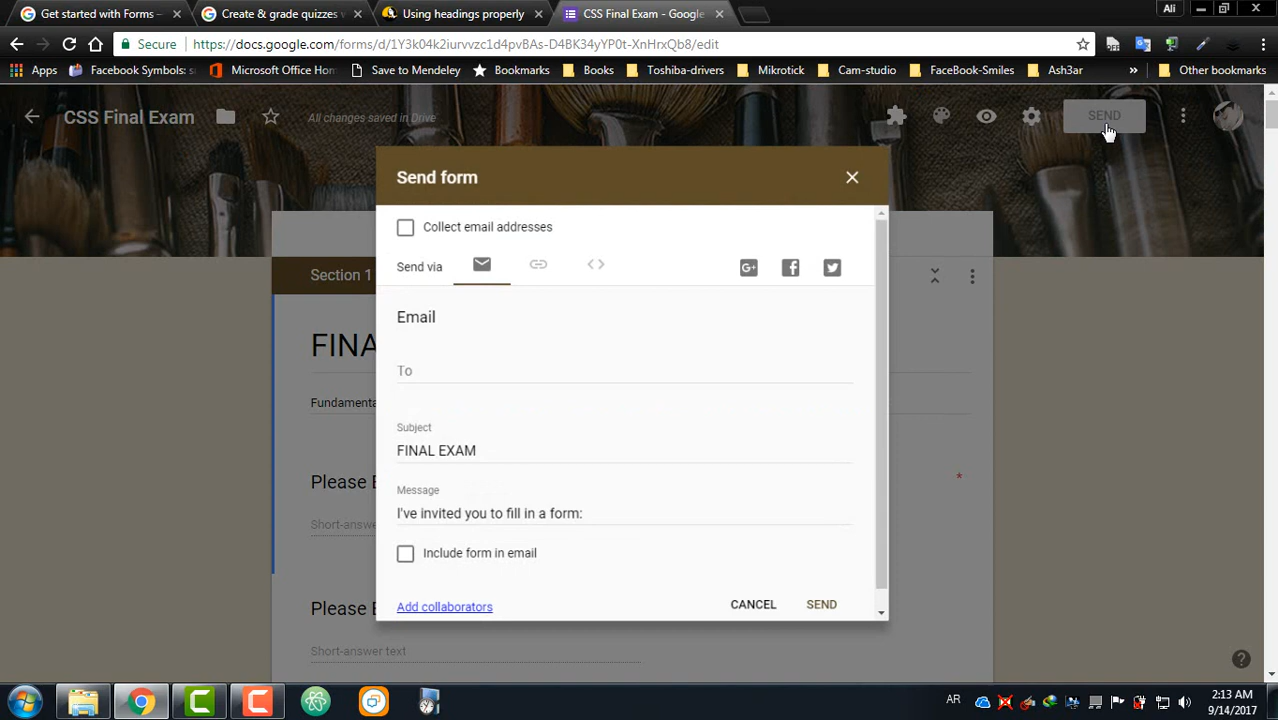 Get started with Forms –
Create & grade quizzes w
Using headings properly
CSS Final Exam - Google
Ali
Secure
https://docs.google.com/forms/d/1Y3k04k2iurvvzc1d4pvBAs-D4BK34yYP0t-XnHrxQb8/edit
Apps
Facebook Symbols: s
Microsoft Office Hom
Save to Mendeley
Bookmarks
Books
Toshiba-drivers
Mikrotick
Cam-studio
FaceBook-Smiles
Ash3ar
Other bookmarks
CSS Final Exam
All changes saved in Drive
SEND
Send form
Collect email addresses
Send via
Section 1
Email
FINA
To
Fundamenta
Subject
FINAL EXAM
Please E
*
Message
I've invited you to fill in a form:
Short-answer
Include form in email
Add collaborators
CANCEL
SEND
Please E
Short-answer text
AR
2:13 AM
9/14/2017